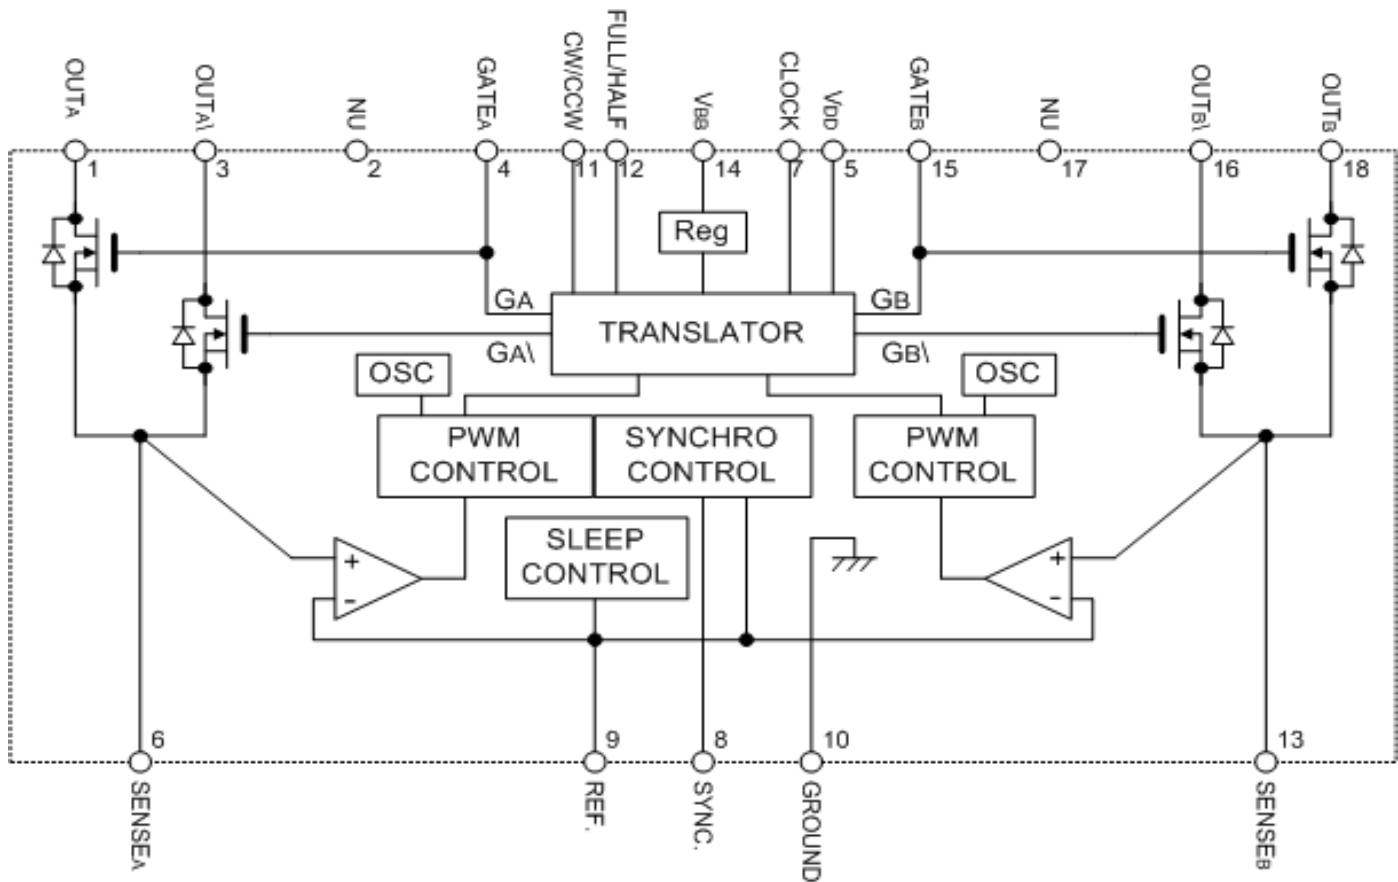 OUTA
OUTA\
NU
GATEA
CW/CCW
FULL/HALF
VBB
CLOCK
VDD
GATEB
NU
OUTB\
OUTB
1
3
2
4
11
12
14
7
5
15
17
16
18
Reg
GA
GB
TRANSLATOR
GA\
GB\
OSC
OSC
PWM
CONTROL
SYNCHRO
CONTROL
PWM
CONTROL
SLEEP
CONTROL
+
-
+
-
6
9
8
10
13
SENSEA
REF.
SYNC.
GROUND
SENSEB